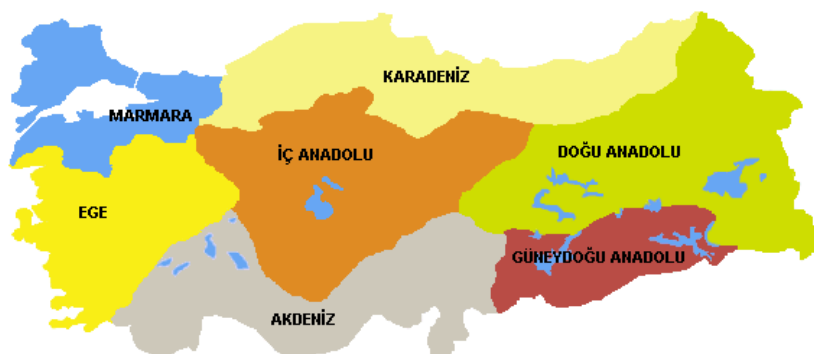 KARADENİZ
MARMARA
İÇ ANADOLU
DOĞU ANADOLU
EGE
GÜNEYDOĞU ANADOLU
AKDENİZ